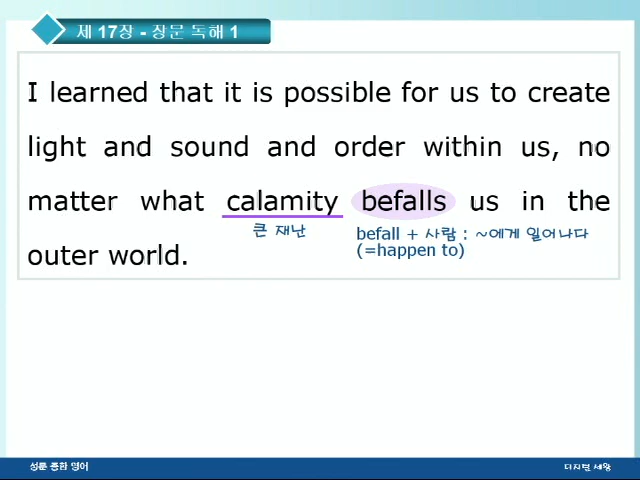 제 17장 - 장문 독해 1
I learned that it is possible for us to create
light and sound and order within us, no
matter what calamity befalls us in the
큰 재난 befall + 사람 : ~에게 일어나다
(=happen to)
outer world.
성문 종합 영어 디지털 세왕